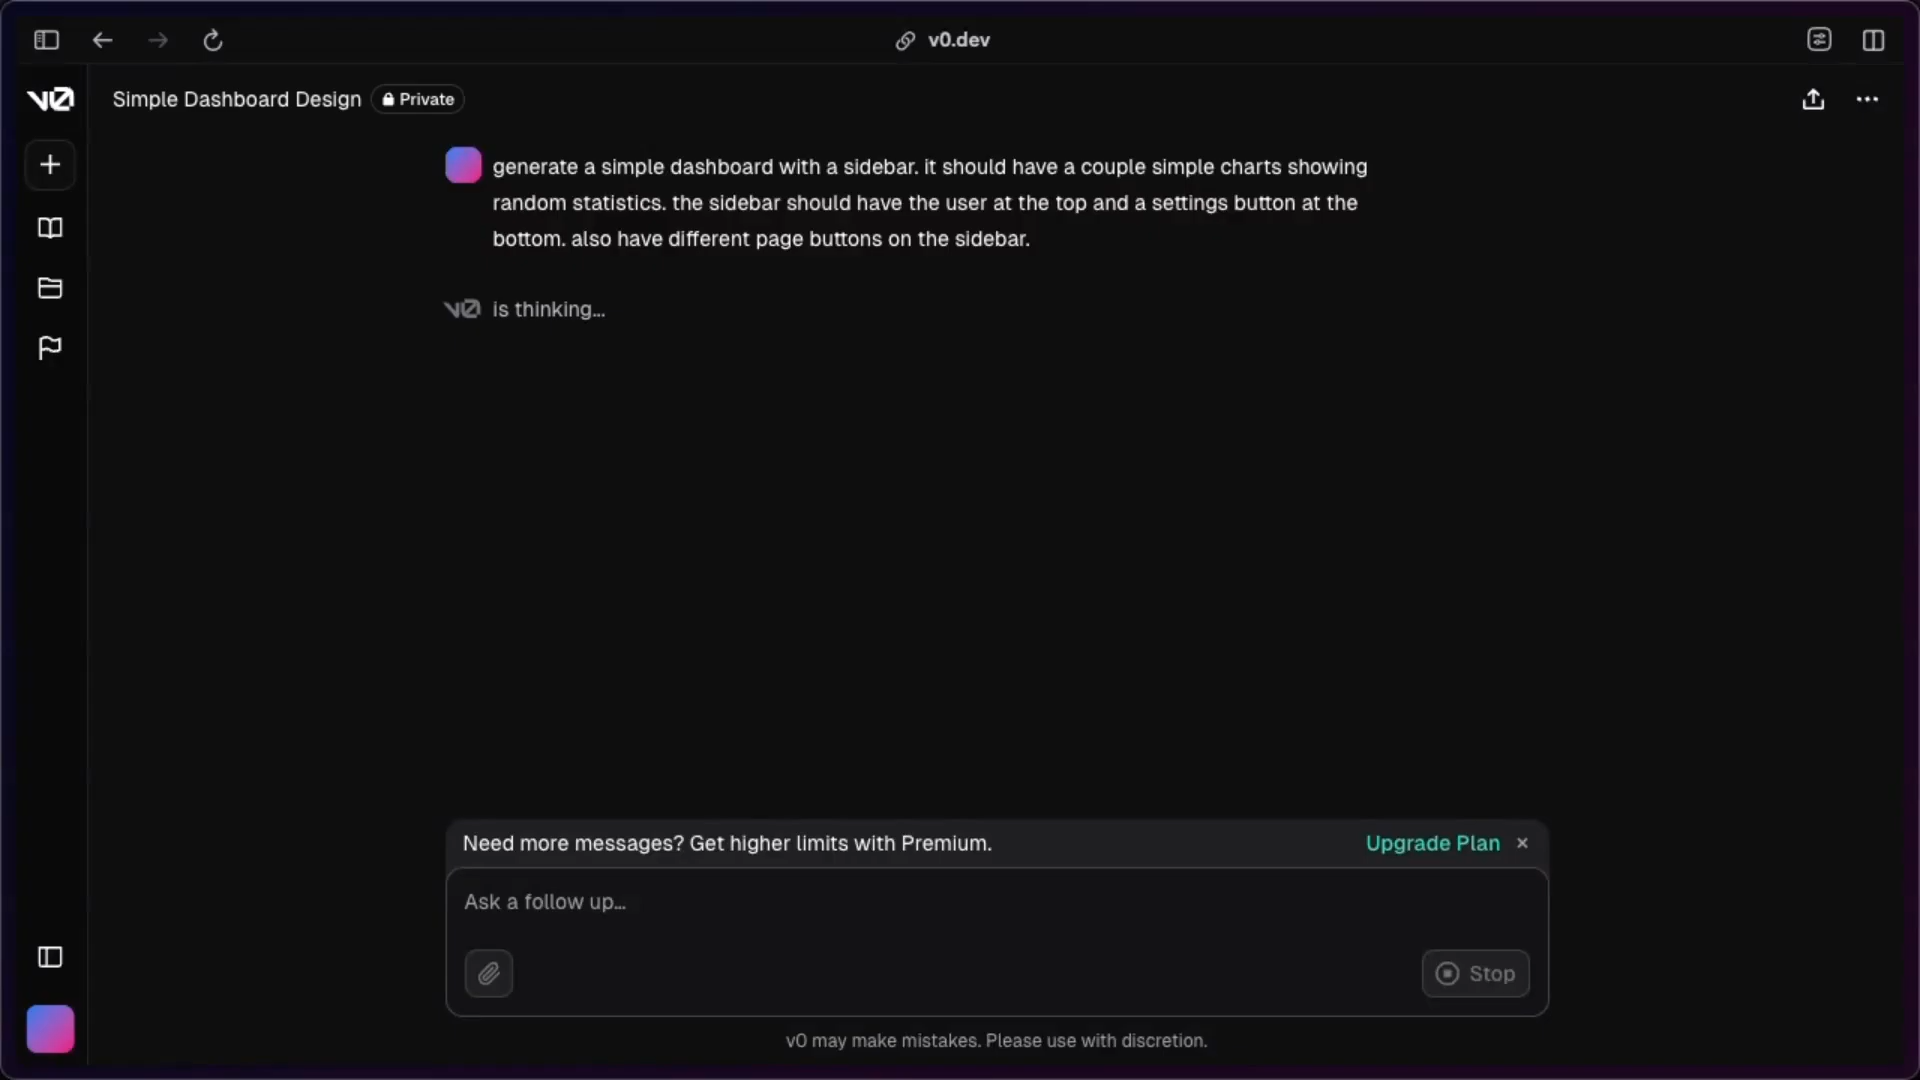 v0.dev
v0
Simple Dashboard Design
Private
generate a simple dashboard with a sidebar. it should have a couple simple charts showing
random statistics. the sidebar should have the user at the top and a settings button at the
bottom. also have different page buttons on the sidebar.
v0 is thinking...
Need more messages? Get higher limits with Premium.
Upgrade Plan
Ask a follow up...
Stop
v0 may make mistakes. Please use with discretion.